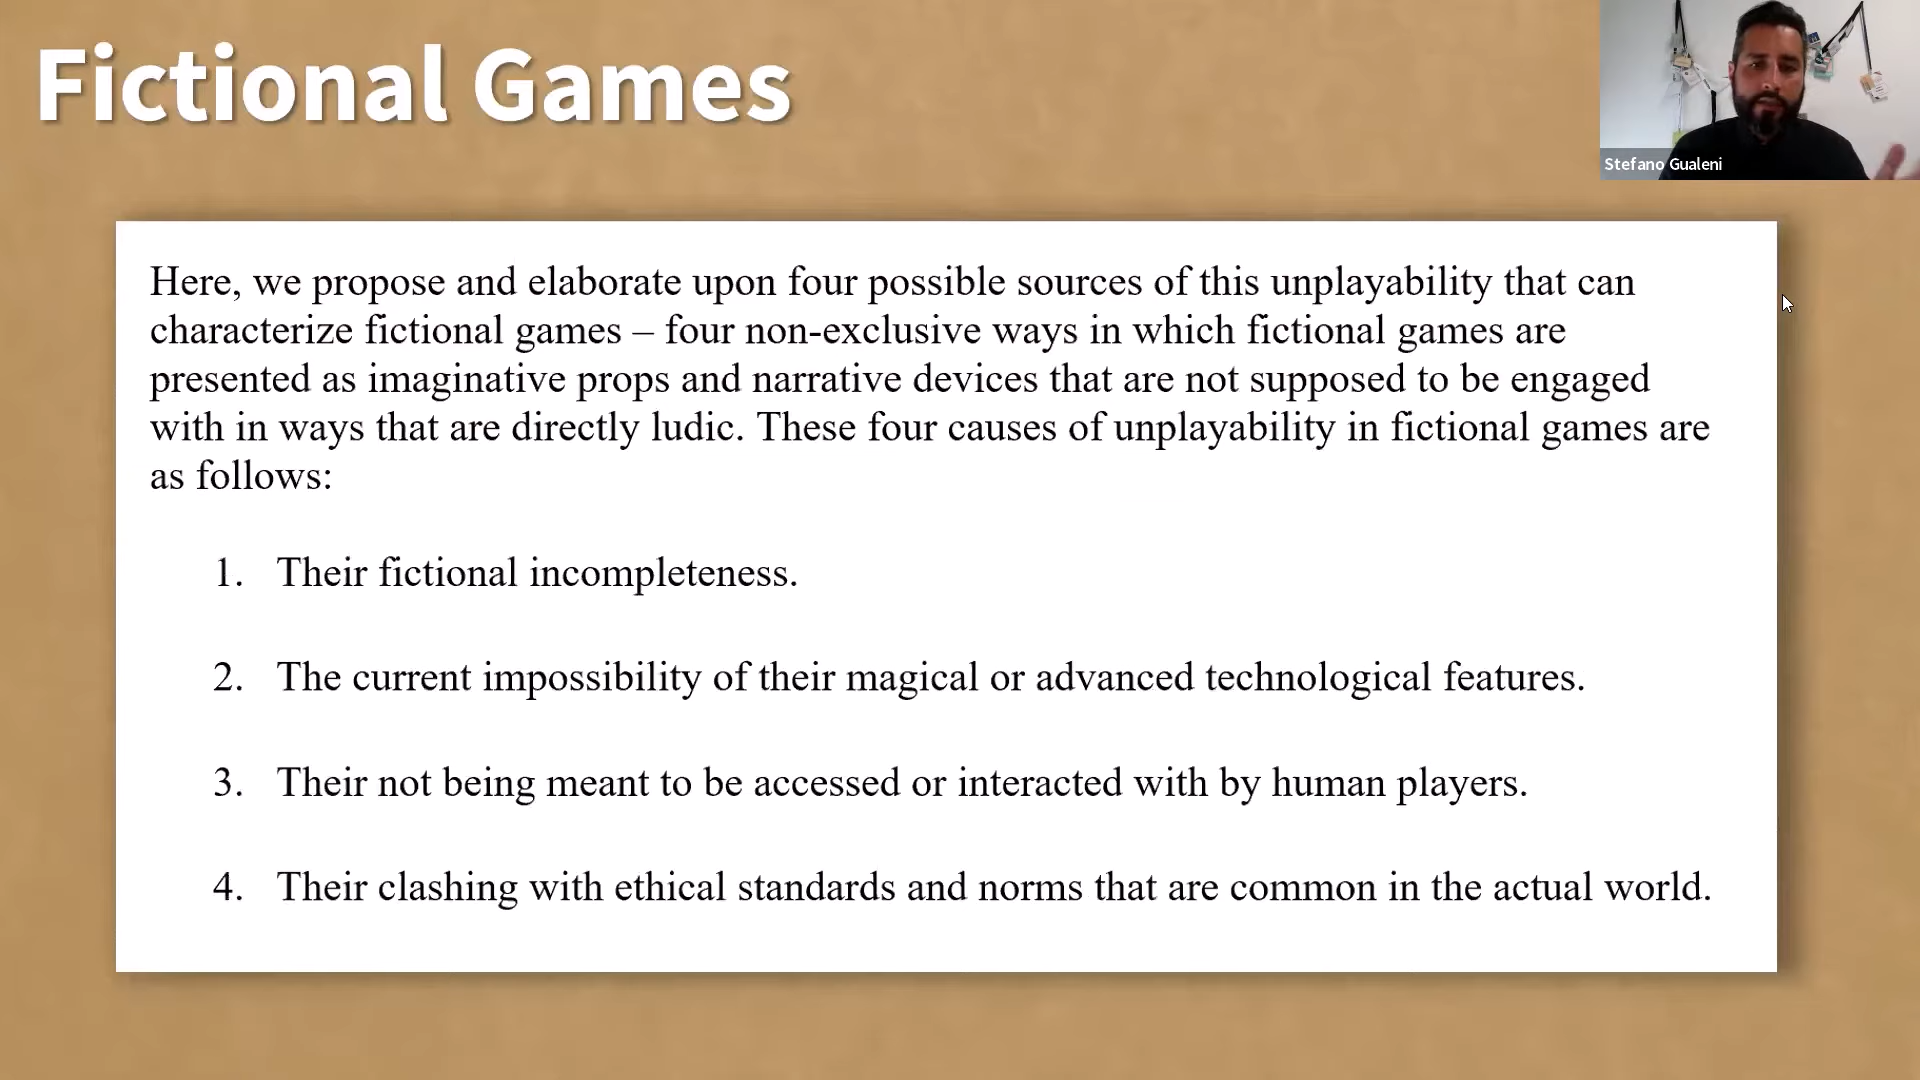 Fictional Games
Stefano Gualeni
Here, we propose and elaborate upon four possible sources of this unplayability that can
characterize fictional games – four non-exclusive ways in which fictional games are
presented as imaginative props and narrative devices that are not supposed to be engaged
with in ways that are directly ludic. These four causes of unplayability in fictional games are
as follows:
1. Their fictional incompleteness.
2. The current impossibility of their magical or advanced technological features.
3. Their not being meant to be accessed or interacted with by human players.
4. Their clashing with ethical standards and norms that are common in the actual world.